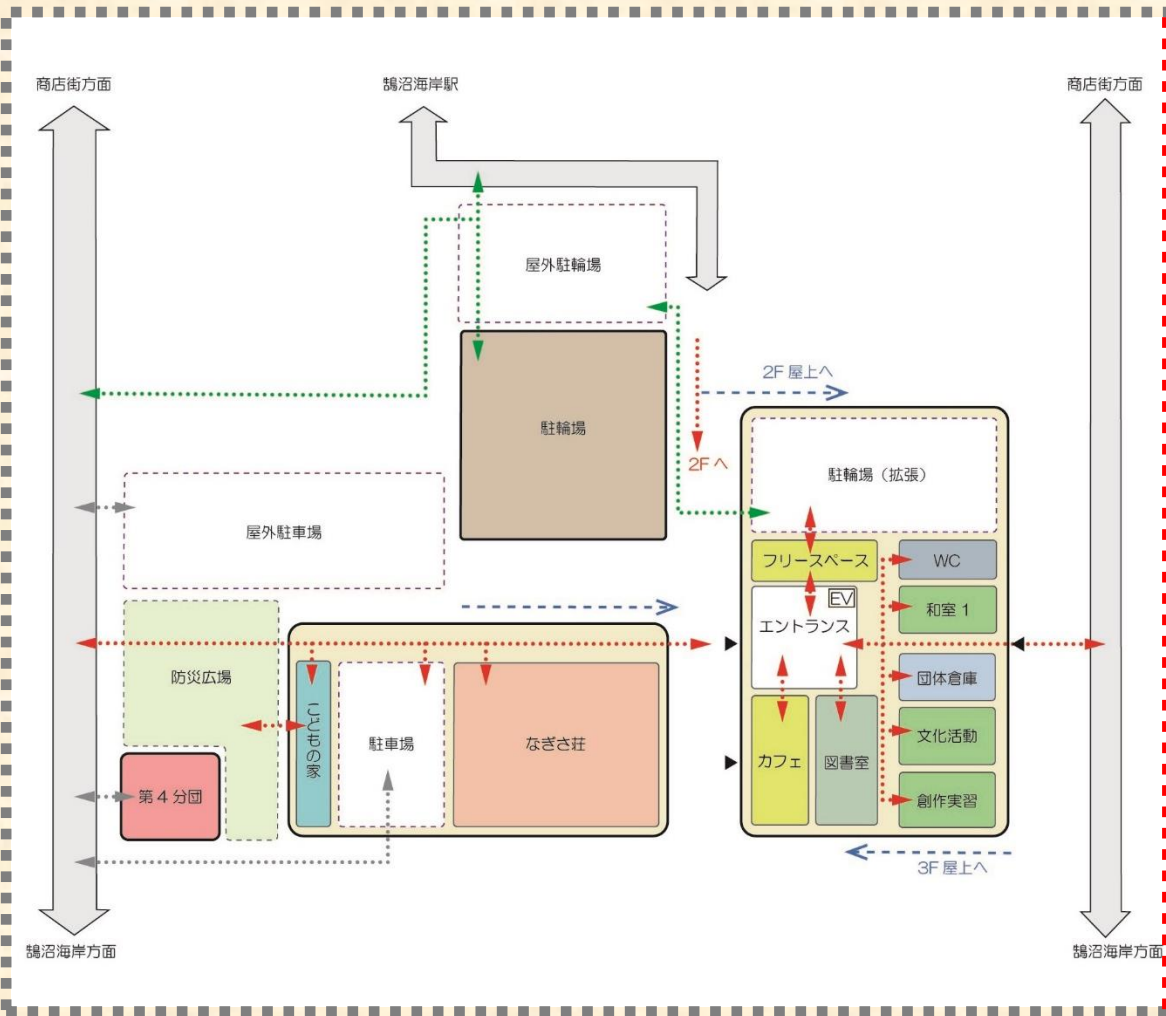 商店街方面
鵠沼海岸駅
商店街方面
屋外駐輪場
2F 屋上へ
駐輪場
2F へ
駐輪場（拡張）
屋外駐車場
フリースペース
WC
EV
エントランス
和室 1
防災広場
こどもの家
駐車場
なぎさ荘
団体倉庫
カフェ
図書室
文化活動
第４分団
創作実習
3F 屋上へ
鵠沼海岸方面
鵠沼海岸方面